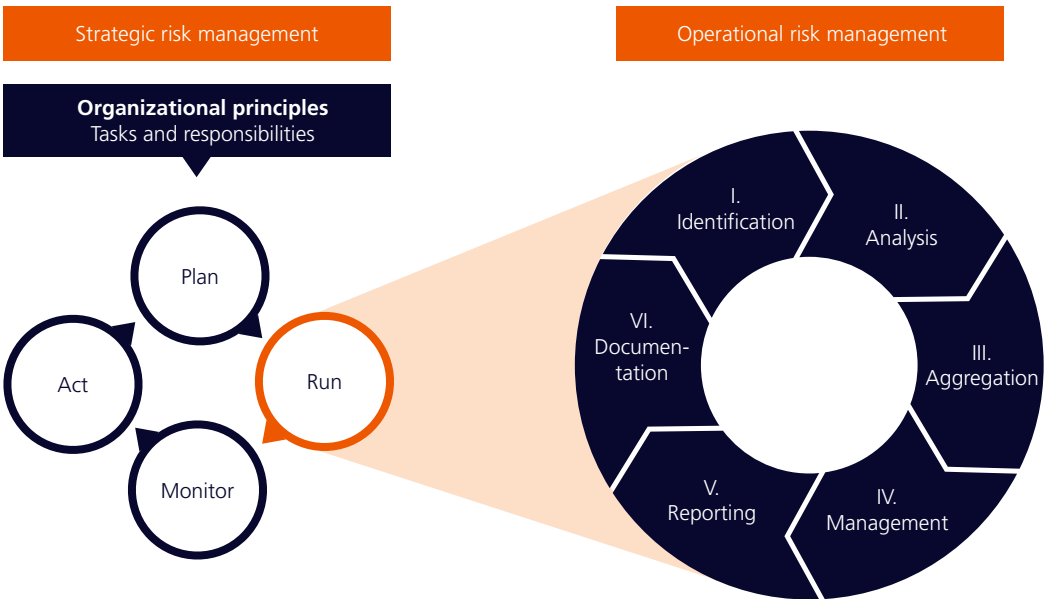 Strategic risk management
Operational risk management
Organizational principles
Tasks and responsibilities
Plan
Run
Monitor
Act
I.
Identification
II.
Analysis
III.
Aggregation
IV.
Management
V.
Reporting
VI.
Documen-
tation